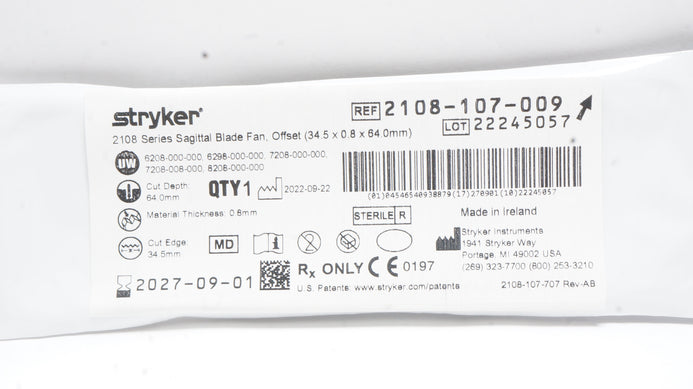 stryker®
REF 2108-107-009
LOT 22245057
2108 Series Sagittal Blade Fan, Offset (34.5 x 0.8 x 64.0mm)
UW
6208-000-000, 6298-000-000, 7208-000-000,
7208-008-000, 8208-000-000
Cut Depth:
64.0mm
QTY 1
2022-09-22
(01)04546540938879(17)270901(10)22245057
Material Thickness: 0.8mm
STERILE R
Made in Ireland
Cut Edge
34.5mm
MD
Stryker Instruments
1941 Stryker Way
Portage, MI 49002 USA
(269) 323-7700 (800) 253-3210
2027-09-01
Rx ONLY CE 0197
U.S. Patents: www.stryker.com/patents
2108-107-707 Rev-AB